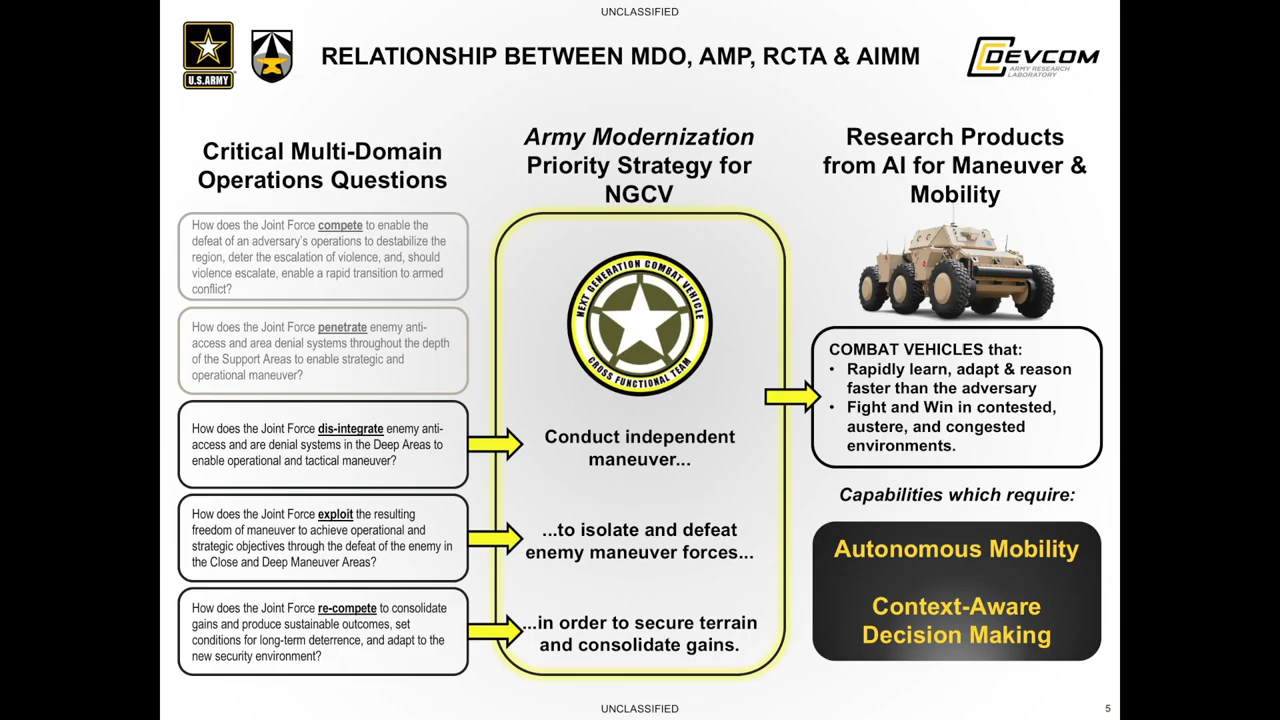 UNCLASSIFIED
U.S.ARMY
RELATIONSHIP BETWEEN MDO, AMP, RCTA & AIMM
DEVCOM
ARMY RESEARCH
LABORATORY
Critical Multi-Domain
Operations Questions
How does the Joint Force compete to enable the
defeat of an adversary's operations to destabilize the
region, deter the escalation of violence, and, should
violence escalate, enable a rapid transition to armed
conflict?
How does the Joint Force penetrate enemy anti-
access and area denial systems throughout the depth
of the Support Areas to enable strategic and
operational maneuver?
How does the Joint Force dis-integrate enemy anti-
access and are denial systems in the Deep Areas to
enable operational and tactical maneuver?
How does the Joint Force exploit the resulting
freedom of maneuver to achieve operational and
strategic objectives through the defeat of the enemy in
the Close and Deep Maneuver Areas?
How does the Joint Force re-compete to consolidate
gains and produce sustainable outcomes, set
conditions for long-term deterrence, and adapt to the
new security environment?
Army Modernization
Priority Strategy for
NGCV
NEXT GENERATION COMBAT VEHICLE
CROSS FUNCTIONAL TEAM
Conduct independent
maneuver...
...to isolate and defeat
enemy maneuver forces...
...in order to secure terrain
and consolidate gains.
Research Products
from AI for Maneuver &
Mobility
COMBAT VEHICLES that:
• Rapidly learn, adapt & reason
faster than the adversary
• Fight and Win in contested,
austere, and congested
environments.
Capabilities which require:
Autonomous Mobility
Context-Aware
Decision Making
UNCLASSIFIED
5